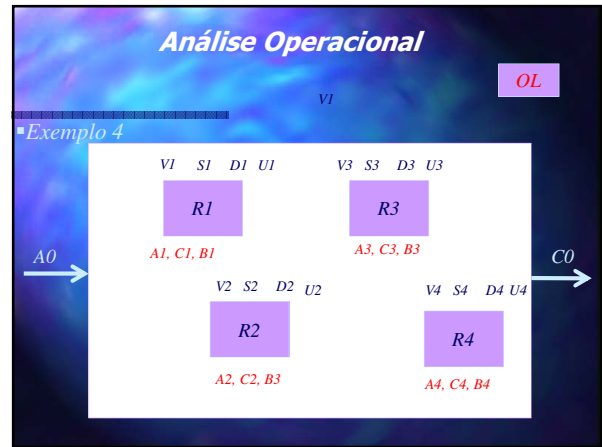 Análise Operacional
OL
V1
▪Exemplo 4
V1 S1 D1 U1
V3 S3 D3 U3
R1
R3
A1, C1, B1
A3, C3, B3
A0
C0
V2 S2 D2 U2
V4 S4 D4 U4
R2
R4
A2, C2, B3
A4, C4, B4